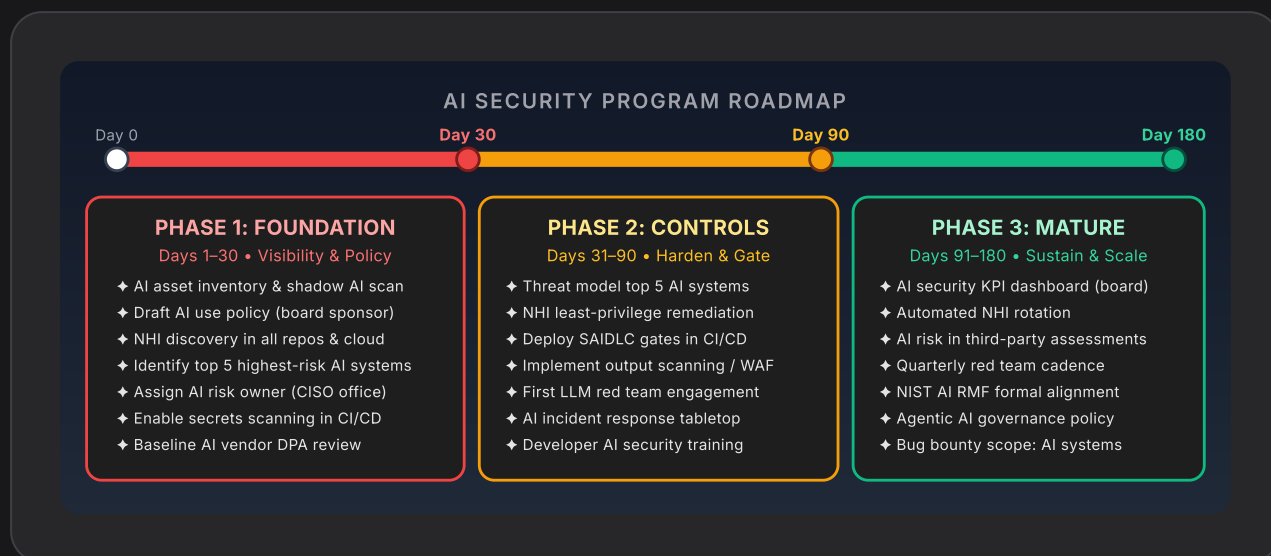 AI SECURITY PROGRAM ROADMAP
Day 0
Day 30
Day 90
Day 180
PHASE 1: FOUNDATION
Days 1–30 • Visibility & Policy
✦ AI asset inventory & shadow AI scan
✦ Draft AI use policy (board sponsor)
✦ NHI discovery in all repos & cloud
✦ Identify top 5 highest-risk AI systems
✦ Assign AI risk owner (CISO office)
✦ Enable secrets scanning in CI/CD
✦ Baseline AI vendor DPA review
PHASE 2: CONTROLS
Days 31–90 • Harden & Gate
✦ Threat model top 5 AI systems
✦ NHI least-privilege remediation
✦ Deploy SAIDLC gates in CI/CD
✦ Implement output scanning / WAF
✦ First LLM red team engagement
✦ AI incident response tabletop
✦ Developer AI security training
PHASE 3: MATURE
Days 91–180 • Sustain & Scale
✦ AI security KPI dashboard (board)
✦ Automated NHI rotation
✦ AI risk in third-party assessments
✦ Quarterly red team cadence
✦ NIST AI RMF formal alignment
✦ Agentic AI governance policy
✦ Bug bounty scope: AI systems